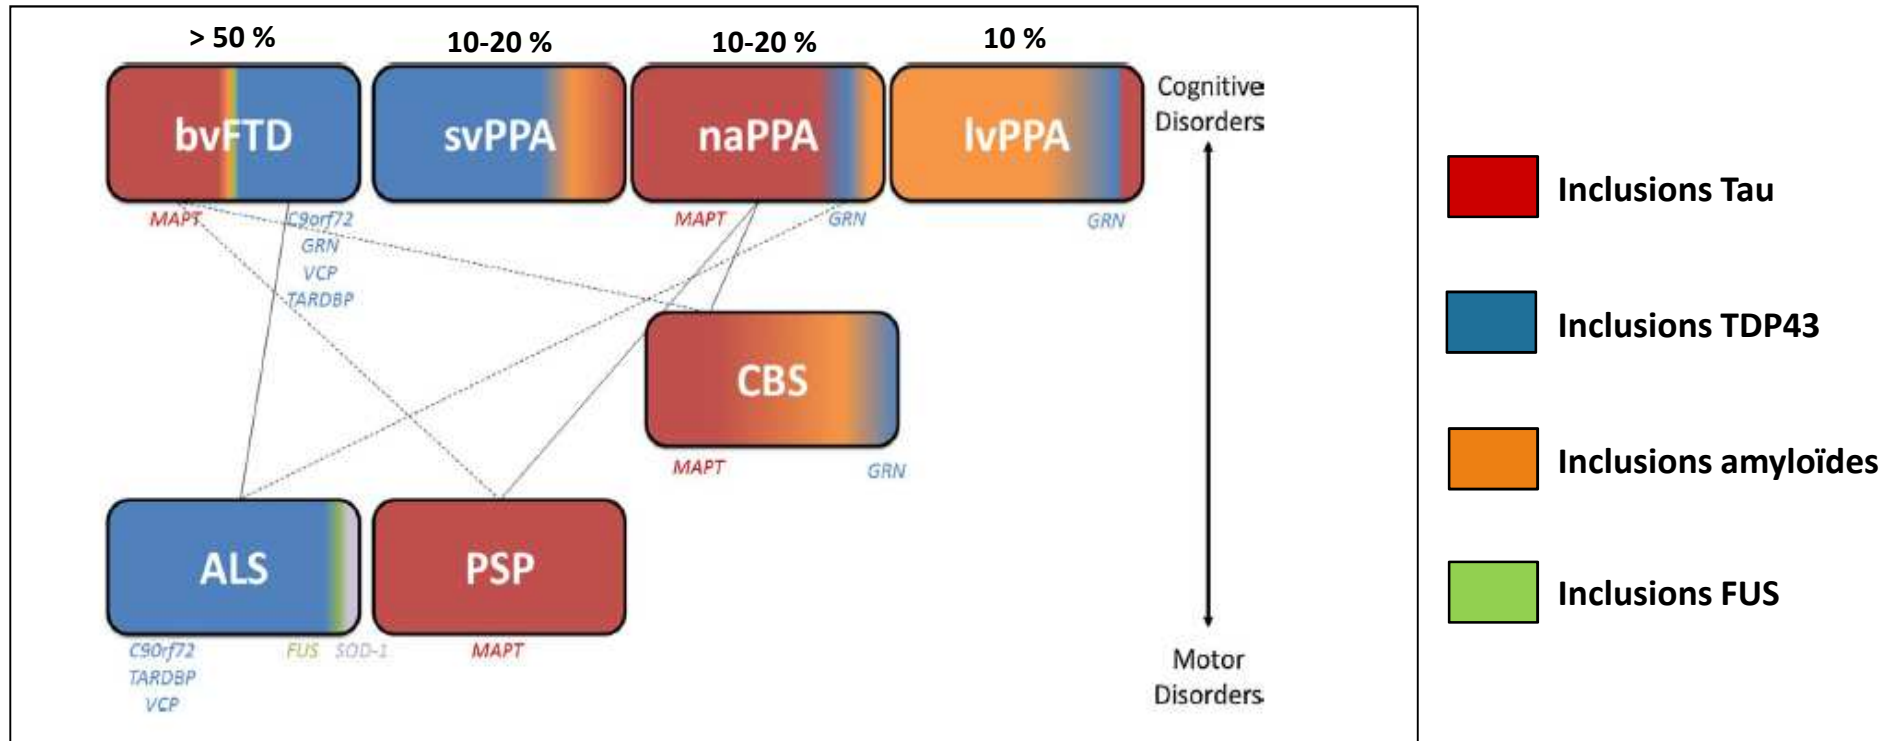 > 50 %
10-20 %
10-20 %
10 %
bvFTD
svPPA
naPPA
lvPPA
Cognitive
Disorders
MAPT
C9orf72
GRN
VCP
TARDBP
MAPT
GRN
GRN
CBS
MAPT
GRN
ALS
PSP
C90rf72
TARDBP
VCP
FUS
SOD-1
MAPT
Motor
Disorders
Inclusions Tau
Inclusions TDP43
Inclusions amyloïdes
Inclusions FUS